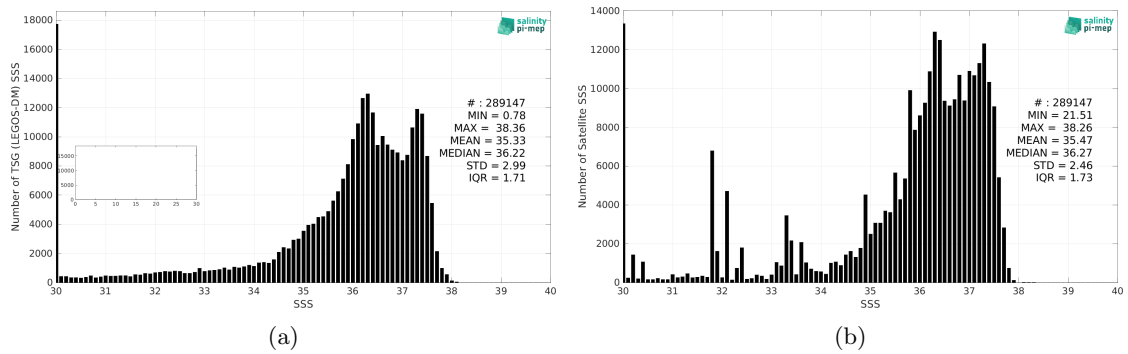 salinity
pi-mep
Number of TSG (LEGOS-DM) SSS
18000
16000
14000
12000
10000
8000
6000
4000
2000
0
# : 289147
MIN = 0.78
MAX = 38.36
MEAN = 35.33
MEDIAN = 36.22
STD = 2.99
IQR = 1.71
15000
10000
5000
0
0 5 10 15 20 25 30
30 31 32 33 34 35 36 37 38 39 40
SSS
(a)
salinity
pi-mep
Number of Satellite SSS
14000
12000
10000
8000
6000
4000
2000
0
# : 289147
MIN = 21.51
MAX = 38.26
MEAN = 35.47
MEDIAN = 36.27
STD = 2.46
IQR = 1.73
30 31 32 33 34 35 36 37 38 39 40
SSS
(b)